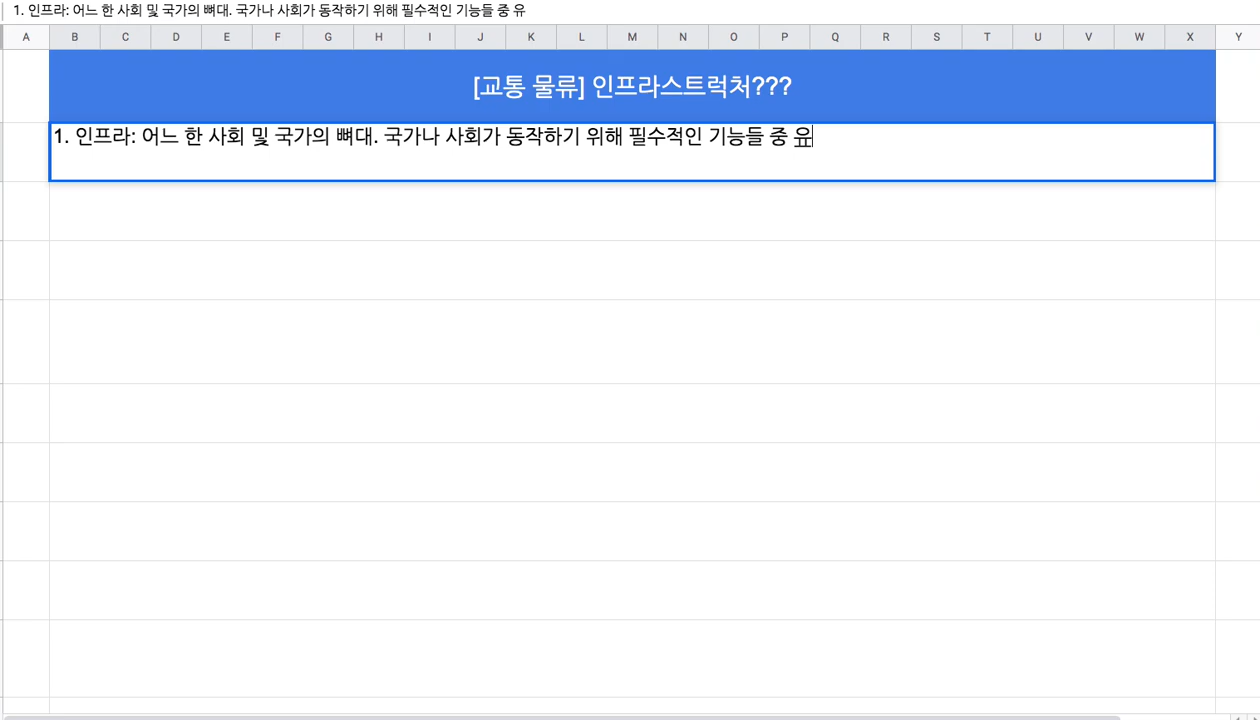 1. 인프라: 어느 한 사회 및 국가의 뼈대. 국가나 사회가 동작하기 위해 필수적인 기능들 중 유
A B C D E F G H I J K L M N O P Q R S T U V W X Y
[교통 물류] 인프라스트럭처???
1. 인프라: 어느 한 사회 및 국가의 뼈대. 국가나 사회가 동작하기 위해 필수적인 기능들 중 유